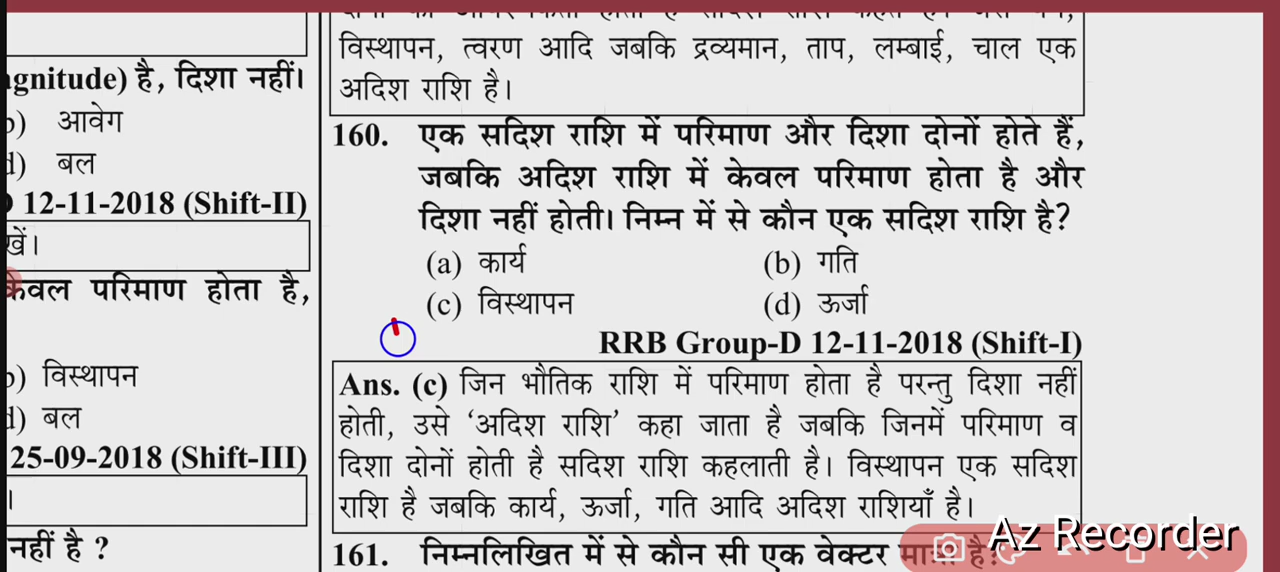 agnitude) है, दिशा नहीं।
b) आवेग
d) बल
12-11-2018 (Shift-II)
खें।
केवल परिमाण होता है,
b) विस्थापन
d) बल
25-09-2018 (Shift-III)
नहीं है ?
विस्थापन, त्वरण आदि जबकि द्रव्यमान, ताप, लम्बाई, चाल एक
अदिश राशि है।
160. एक सदिश राशि में परिमाण और दिशा दोनों होते हैं,
जबकि अदिश राशि में केवल परिमाण होता है और
दिशा नहीं होती। निम्न में से कौन एक सदिश राशि है?
(a) कार्य (b) गति
(c) विस्थापन (d) ऊर्जा
RRB Group-D 12-11-2018 (Shift-I)
Ans. (c) जिन भौतिक राशि में परिमाण होता है परन्तु दिशा नहीं
होती, उसे ‘अदिश राशि’ कहा जाता है जबकि जिनमें परिमाण व
दिशा दोनों होती है सदिश राशि कहलाती है। विस्थापन एक सदिश
राशि है जबकि कार्य, ऊर्जा, गति आदि अदिश राशियाँ है।
161. निम्नलिखित में से कौन सी एक वेक्टर है?
Az Recorder